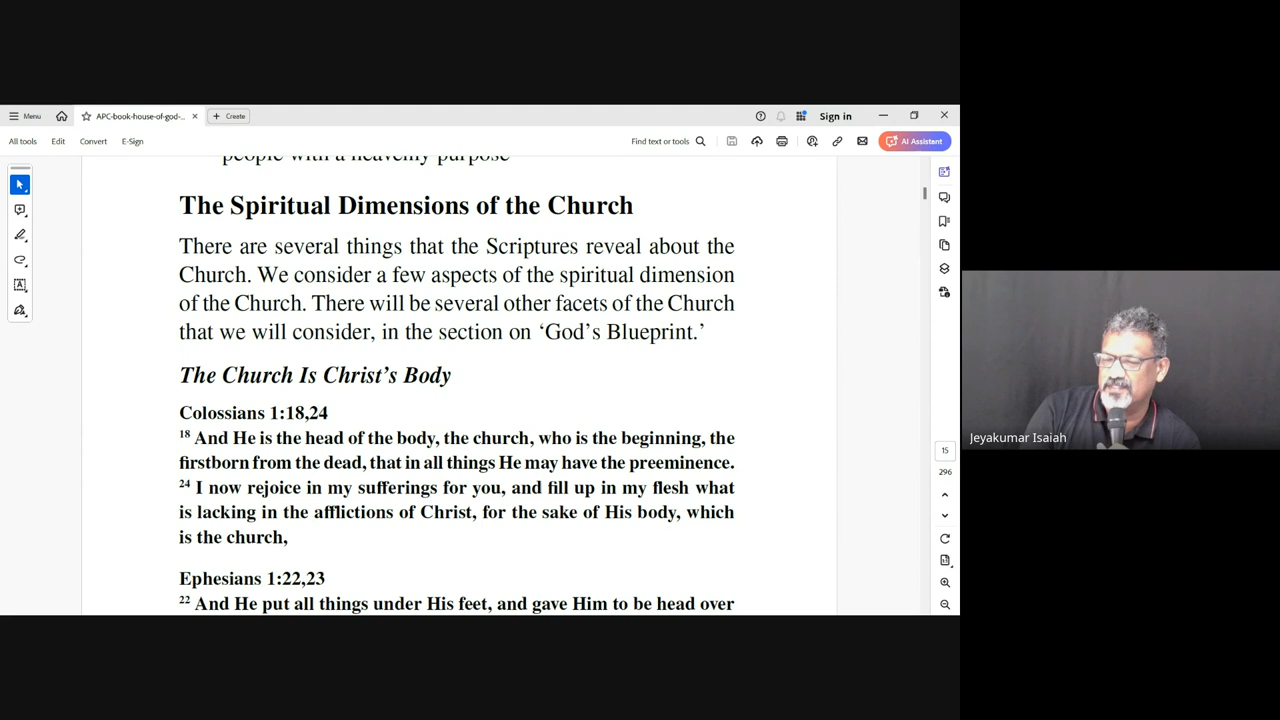 Menu
APC-book-house-of-god-...
Create
Sign in
All tools
Edit
Convert
E-Sign
Find text or tools
AI Assistant
people with a heavenly purpose
The Spiritual Dimensions of the Church
There are several things that the Scriptures reveal about the
Church. We consider a few aspects of the spiritual dimension
of the Church. There will be several other facets of the Church
that we will consider, in the section on ‘God’s Blueprint.’
The Church Is Christ’s Body
Colossians 1:18,24
18 And He is the head of the body, the church, who is the beginning, the
firstborn from the dead, that in all things He may have the preeminence.
24 I now rejoice in my sufferings for you, and fill up in my flesh what
is lacking in the afflictions of Christ, for the sake of His body, which
is the church,
Ephesians 1:22,23
22 And He put all things under His feet, and gave Him to be head over
15
296
Jeyakumar Isaiah